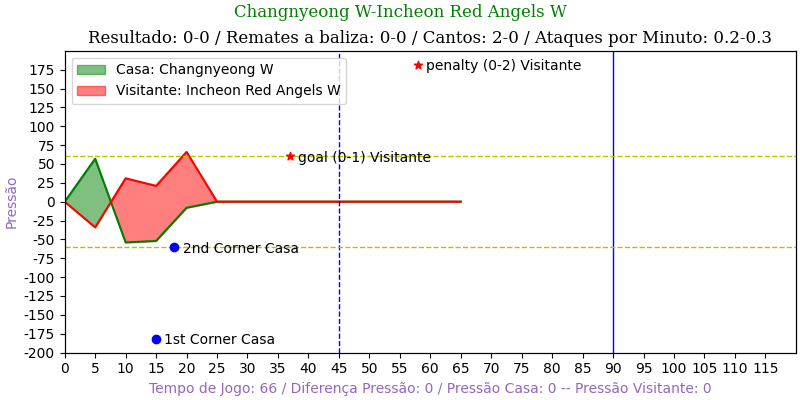 Changnyeong W-Incheon Red Angels W
Resultado: 0-0 / Remates a baliza: 0-0 / Cantos: 2-0 / Ataques por Minuto: 0.2-0.3
Casa: Changnyeong W
Visitante: Incheon Red Angels W
penalty (0-2) Visitante
goal (0-1) Visitante
2nd Corner Casa
1st Corner Casa
Pressão
175
150
125
100
75
50
25
0
-25
-50
-75
-100
-125
-150
-175
-200
0 5 10 15 20 25 30 35 40 45 50 55 60 65 70 75 80 85 90 95 100 105 110 115
Tempo de Jogo: 66 / Diferença Pressão: 0 / Pressão Casa: 0 -- Pressão Visitante: 0